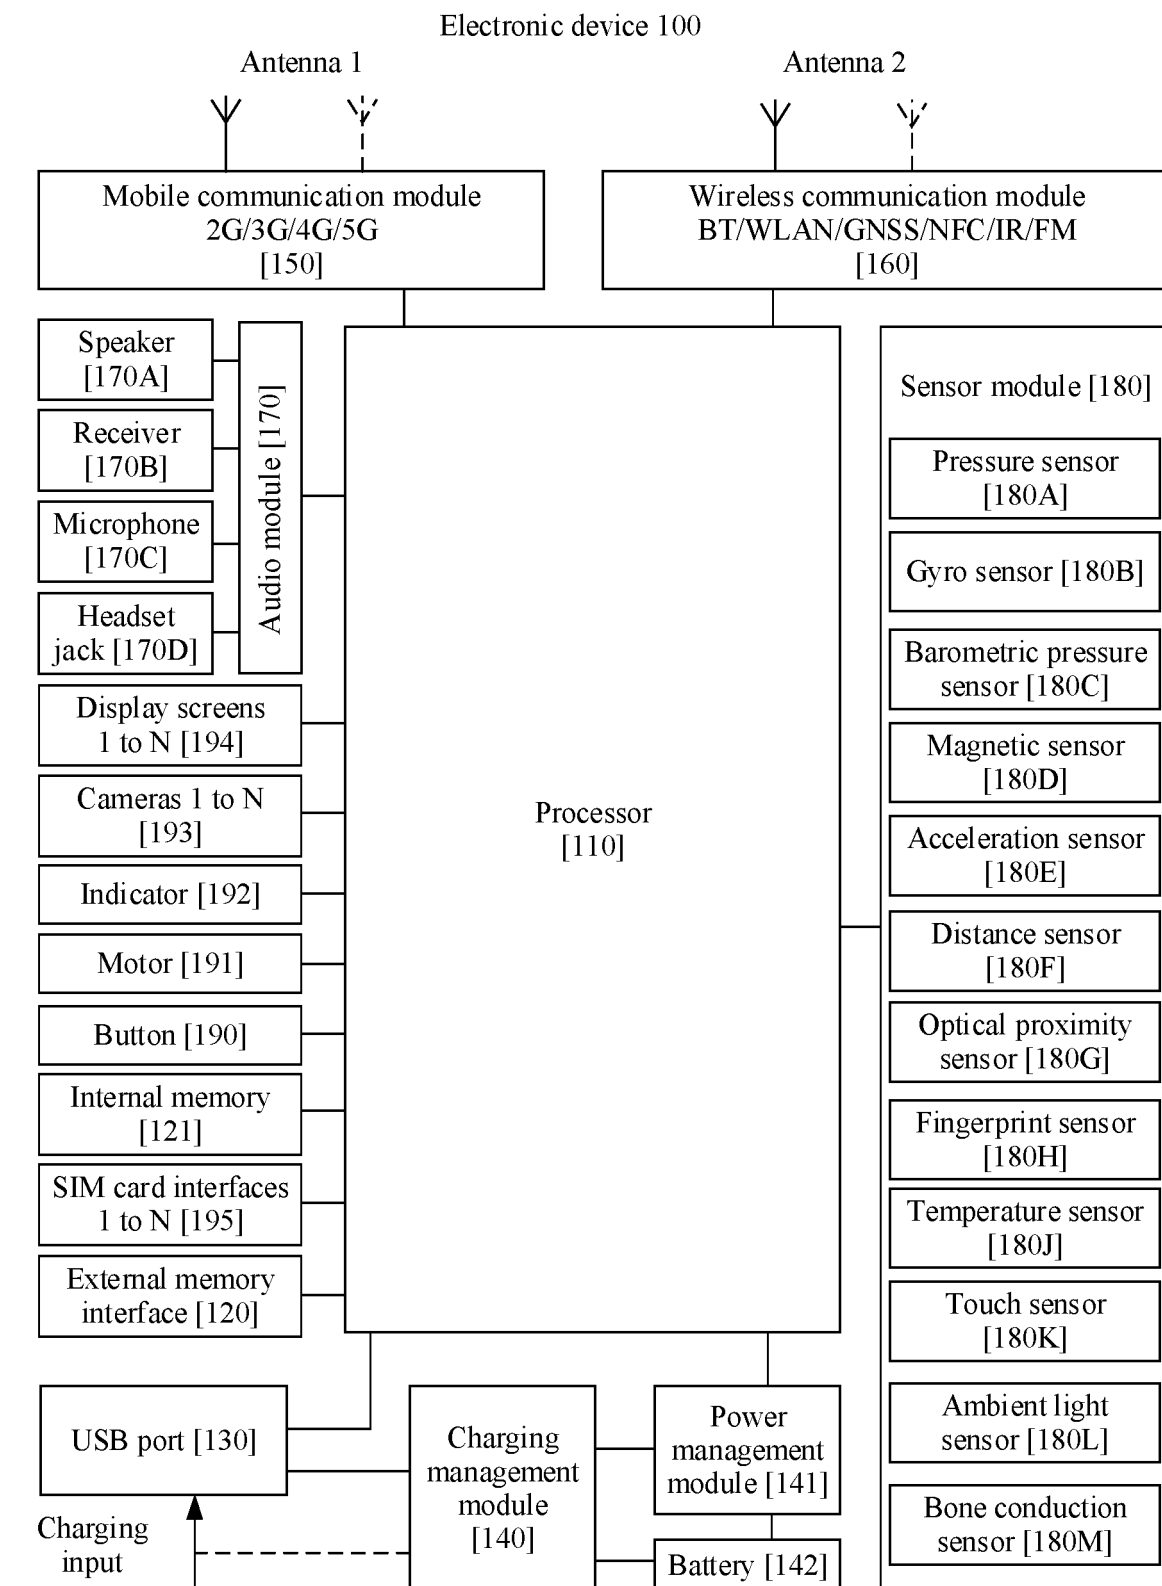 Electronic device 100
Antenna 1
Antenna 2
Mobile communication module
2G/3G/4G/5G
[150]
Wireless communication module
BT/WLAN/GNSS/NFC/IR/FM
[160]
Speaker
[170A]
Receiver
[170B]
Microphone
[170C]
Headset
jack [170D]
Audio module [170]
Display screens
1 to N [194]
Cameras 1 to N
[193]
Indicator [192]
Motor [191]
Button [190]
Internal memory
[121]
SIM card interfaces
1 to N [195]
External memory
interface [120]
Processor
[110]
Sensor module [180]
Pressure sensor
[180A]
Gyro sensor [180B]
Barometric pressure
sensor [180C]
Magnetic sensor
[180D]
Acceleration sensor
[180E]
Distance sensor
[180F]
Optical proximity
sensor [180G]
Fingerprint sensor
[180H]
Temperature sensor
[180J]
Touch sensor
[180K]
Ambient light
sensor [180L]
Bone conduction
sensor [180M]
USB port [130]
Charging
management
module
[140]
Power
management
module [141]
Battery [142]
Charging
input